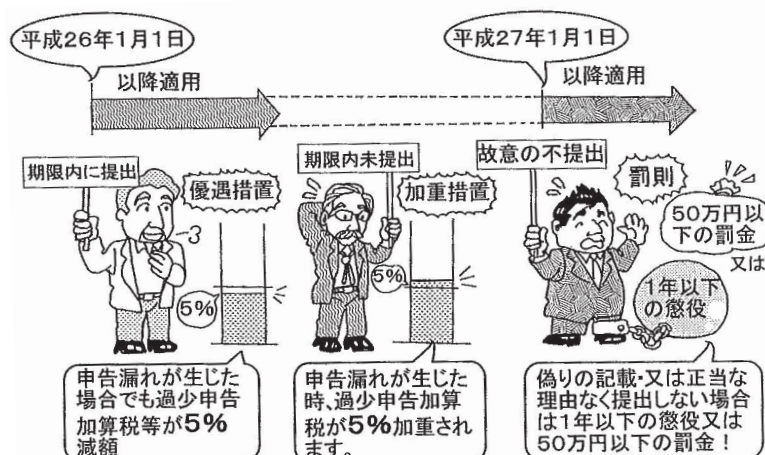 平成26年1月1日
以降適用
平成27年1月1日
以降適用
期限内に提出
優遇措置
5%
申告漏れが生じた
場合でも過少申告
加算税等が5%
減額
期限内未提出
加重措置
5%
申告漏れが生じた
時、過少申告加算
税が5%加重され
ます。
故意の不提出
罰則
50万円以
下の罰金
又は
1年以下
の懲役
偽りの記載・又は正当な
理由なく提出しない場合
は1年以下の懲役又は
50万円以下の罰金！